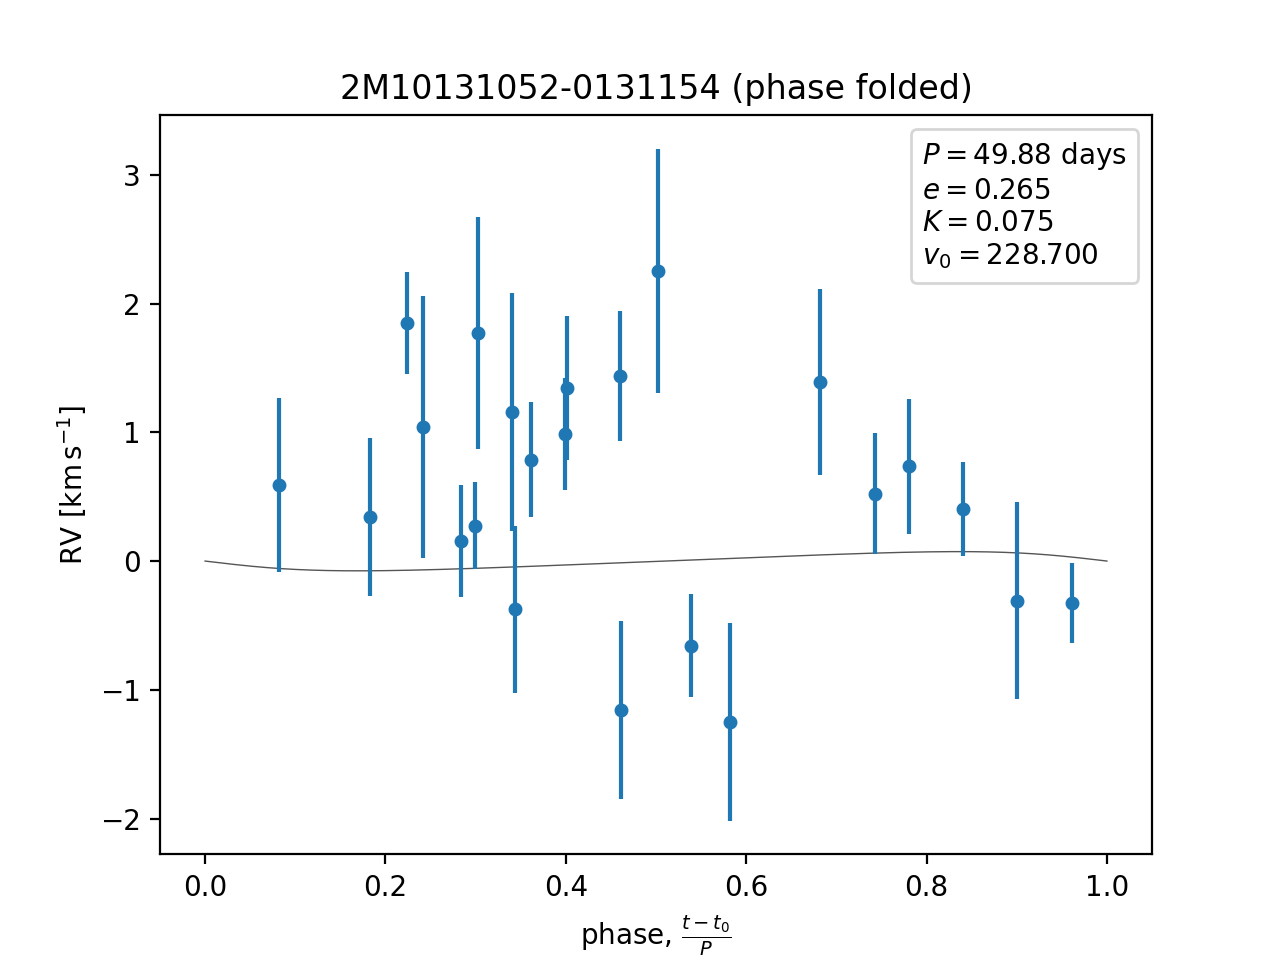 2M10131052-0131154 (phase folded)
P = 49.88 days
e = 0.265
K = 0.075
v₀ = 228.700
3
2
1
0
−1
−2
RV [km s⁻¹]
0.0 0.2 0.4 0.6 0.8 1.0
phase, (t − t₀)/P